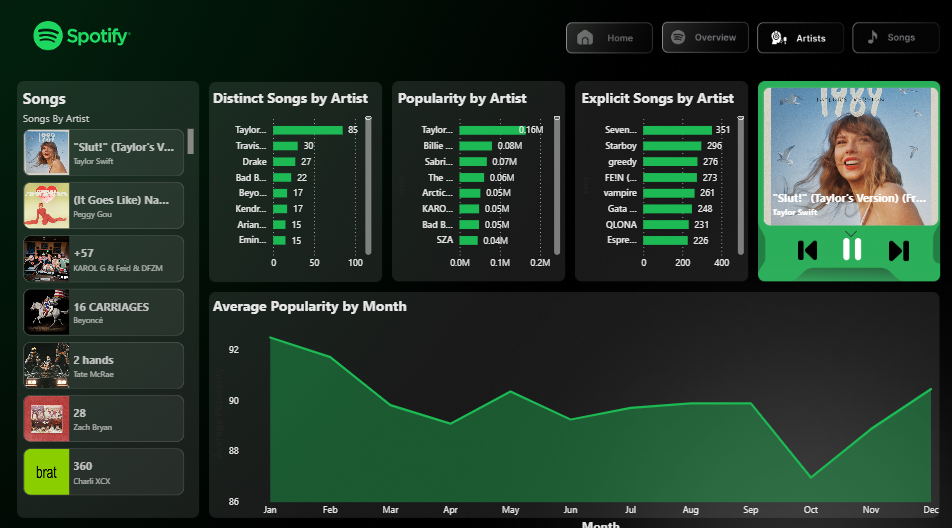 Spotify
Home
Overview
Artists
Songs
Songs
Songs By Artist
"Slut!" (Taylor's V...
Taylor Swift
(It Goes Like) Na...
Peggy Gou
+57
KAROL G & Feid & DFZM
16 CARRIAGES
Beyoncé
2 hands
Tate McRae
28
Zach Bryan
brat
360
Charli XCX
Distinct Songs by Artist
Taylor... 85
Travis... 30
Drake 27
Bad B... 22
Beyo... 17
Kendr... 17
Arian... 15
Emin... 15
0 50 100
Popularity by Artist
Taylor... 0.16M
Billie ... 0.08M
Sabri... 0.07M
The ... 0.06M
Arctic... 0.05M
KARO... 0.05M
Bad B... 0.05M
SZA 0.04M
0.0M 0.1M 0.2M
Explicit Songs by Artist
Seven... 351
Starboy 296
greedy 276
FE!N (... 273
vampire 261
Gata ... 248
QLONA 231
Espre... 226
0 200 400
1989
"Slut!" (Taylor's Version) (Fr...
Taylor Swift
Average Popularity by Month
92
90
88
86
Jan Feb Mar Apr May Jun Jul Aug Sep Oct Nov Dec
Month